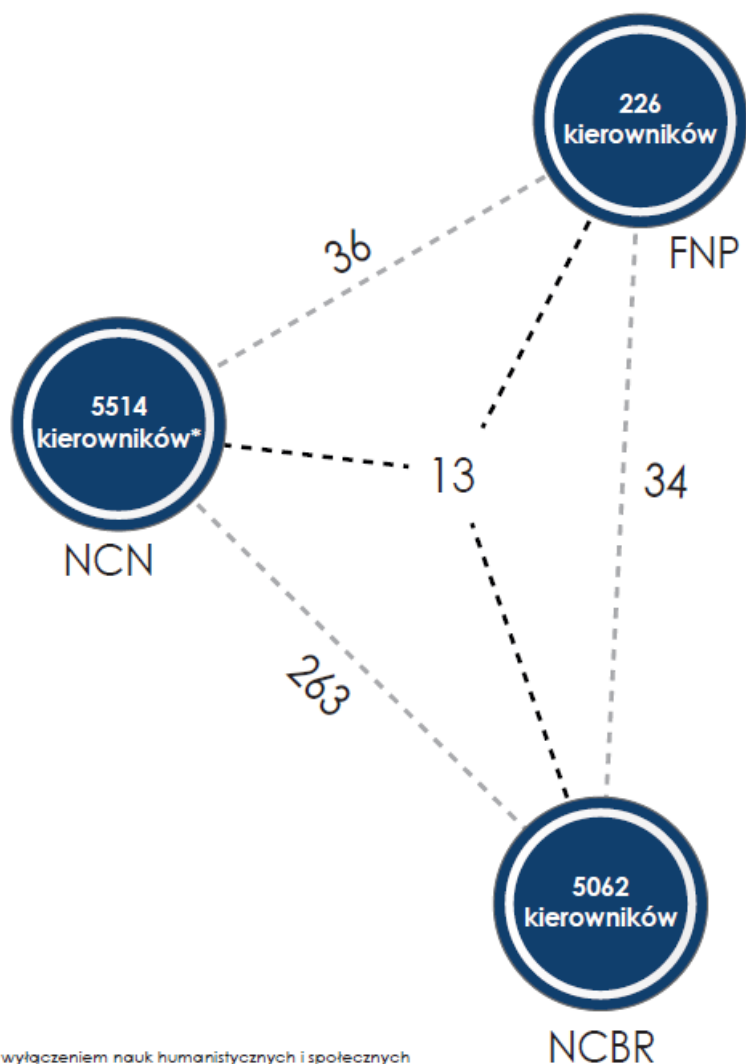 226
kierowników
FNP
36
5514
kierowników*
NCN
13
34
263
5062
kierowników
NCBR
wyłączeniem nauk humanistycznych i społecznych